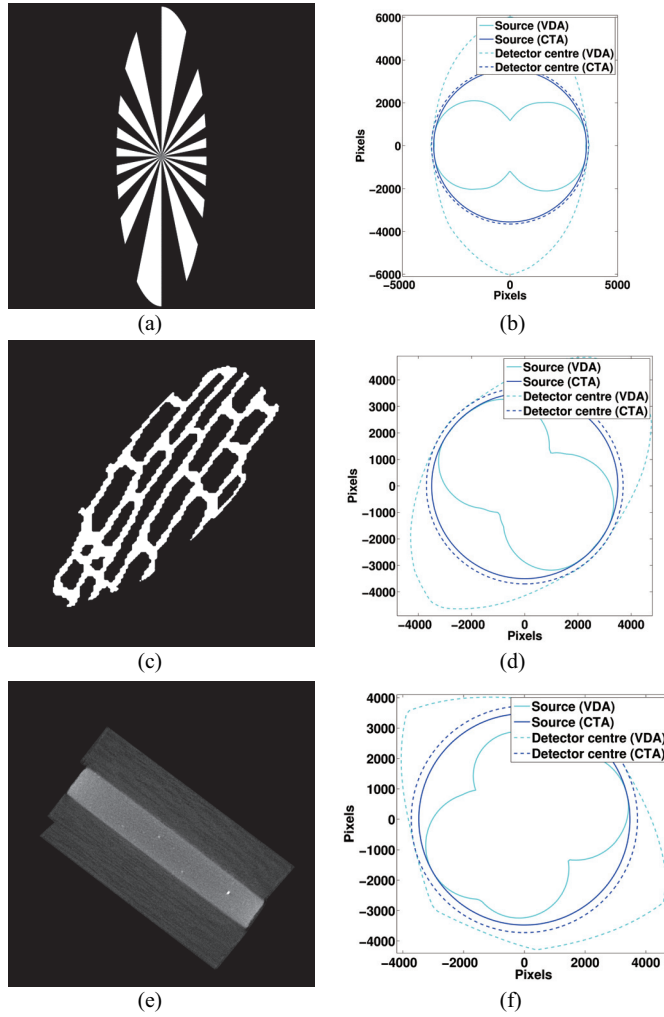 6000
4000
2000
0
−2000
−4000
−6000
Pixels
Source (VDA)
Source (CTA)
Detector centre (VDA)
Detector centre (CTA)
−5000 0 5000
Pixels
(a) (b)
4000
3000
2000
1000
0
−1000
−2000
−3000
−4000
Pixels
Source (VDA)
Source (CTA)
Detector centre (VDA)
Detector centre (CTA)
−4000 −2000 0 2000 4000
Pixels
(c) (d)
4000
3000
2000
1000
0
−1000
−2000
−3000
−4000
Pixels
Source (VDA)
Source (CTA)
Detector centre (VDA)
Detector centre (CTA)
−4000 −2000 0 2000 4000
Pixels
(e) (f)